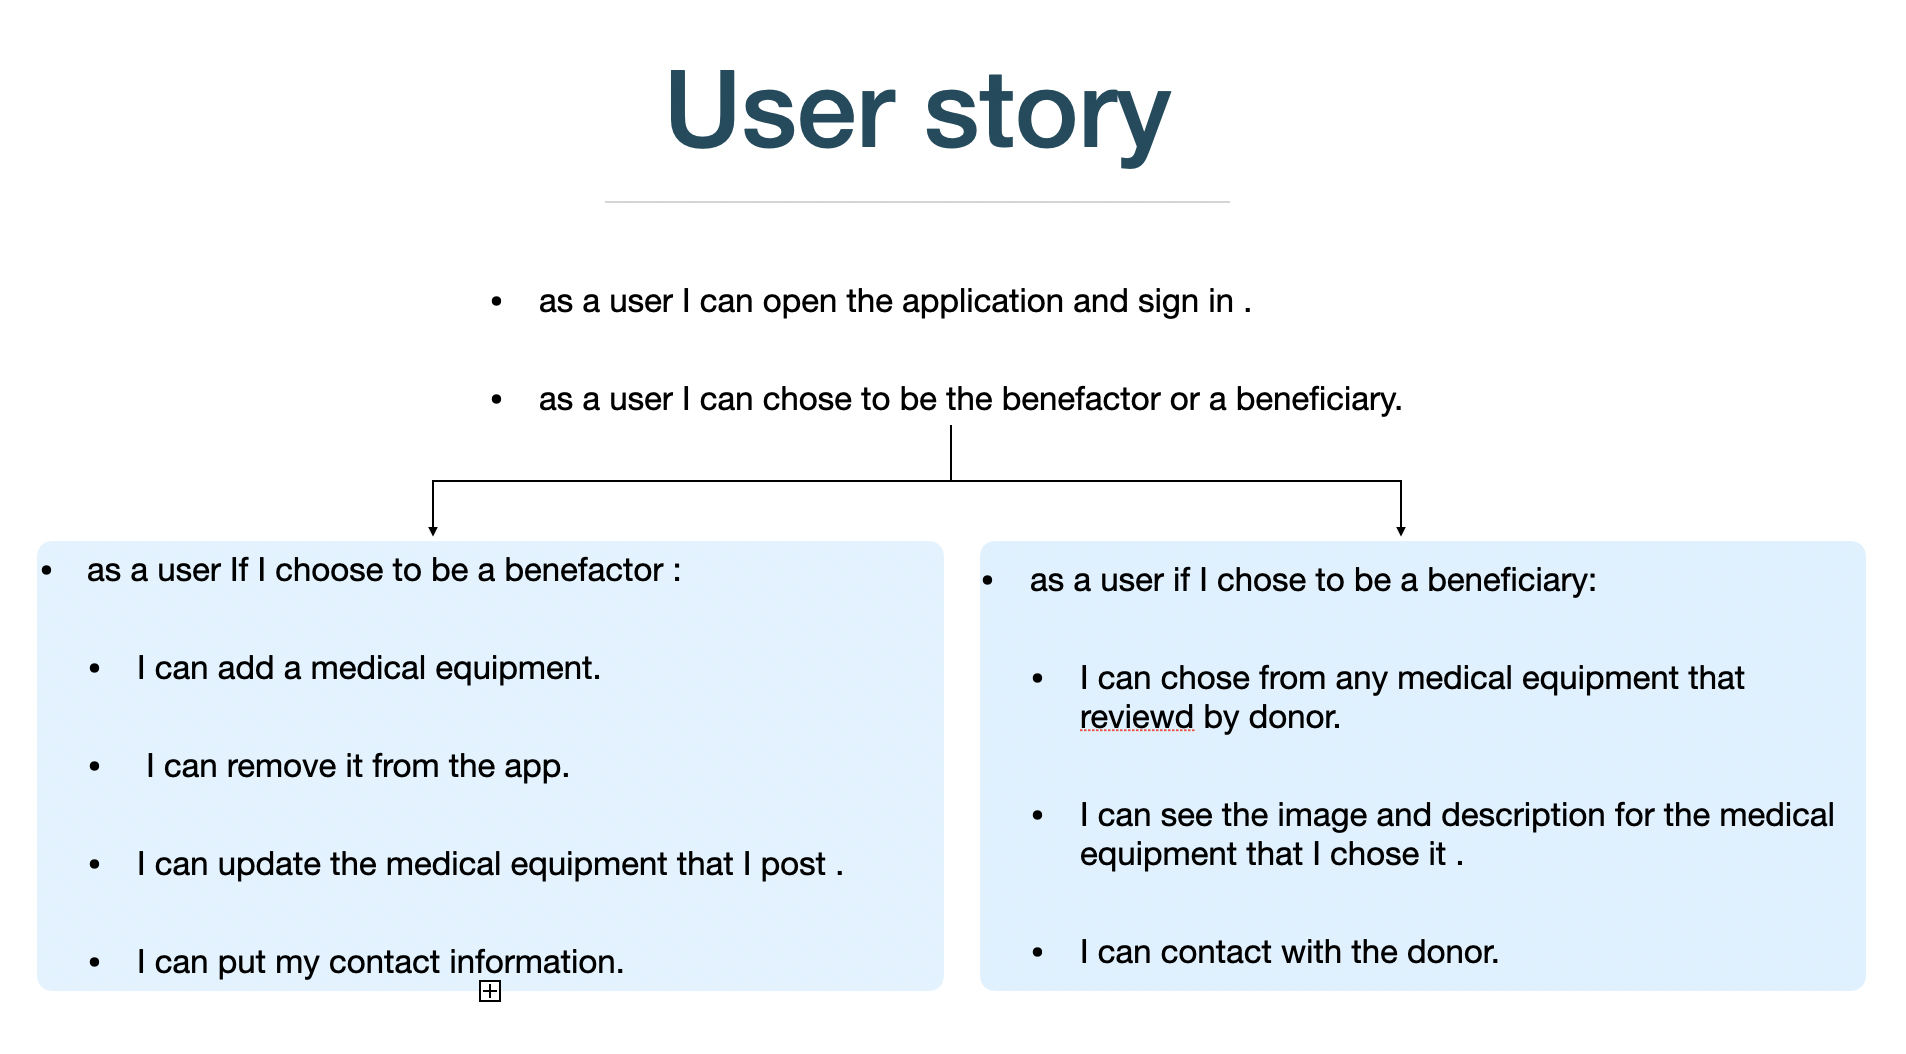 User story
• as a user I can open the application and sign in .
• as a user I can chose to be the benefactor or a beneficiary.
• as a user If I choose to be a benefactor :
• I can add a medical equipment.
• I can remove it from the app.
• I can update the medical equipment that I post .
• I can put my contact information.
• as a user if I chose to be a beneficiary:
• I can chose from any medical equipment that
reviewd by donor.
• I can see the image and description for the medical
equipment that I chose it .
• I can contact with the donor.